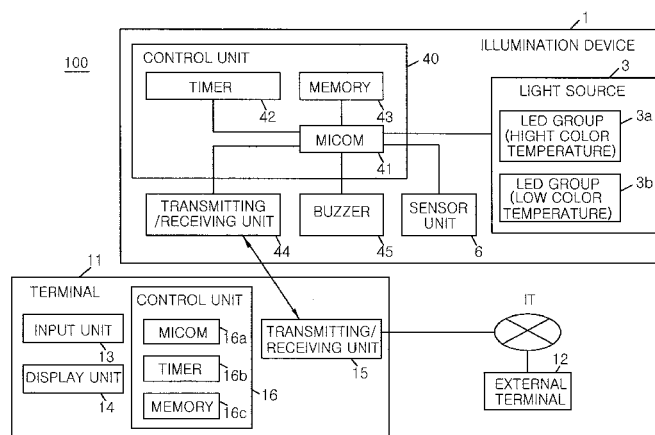 1
100
ILLUMINATION DEVICE
CONTROL UNIT
40
TIMER
42
MEMORY
43
MICOM
41
3
LIGHT SOURCE
LED GROUP
(HIGHT COLOR
TEMPERATURE)
3a
LED GROUP
(LOW COLOR
TEMPERATURE)
3b
TRANSMITTING
/RECEIVING UNIT
44
BUZZER
45
SENSOR
UNIT
6
11
TERMINAL
INPUT UNIT
13
DISPLAY UNIT
14
CONTROL UNIT
MICOM
16a
TIMER
16b
MEMORY
16c
16
TRANSMITTING/
RECEIVING UNIT
15
IT
12
EXTERNAL
TERMINAL